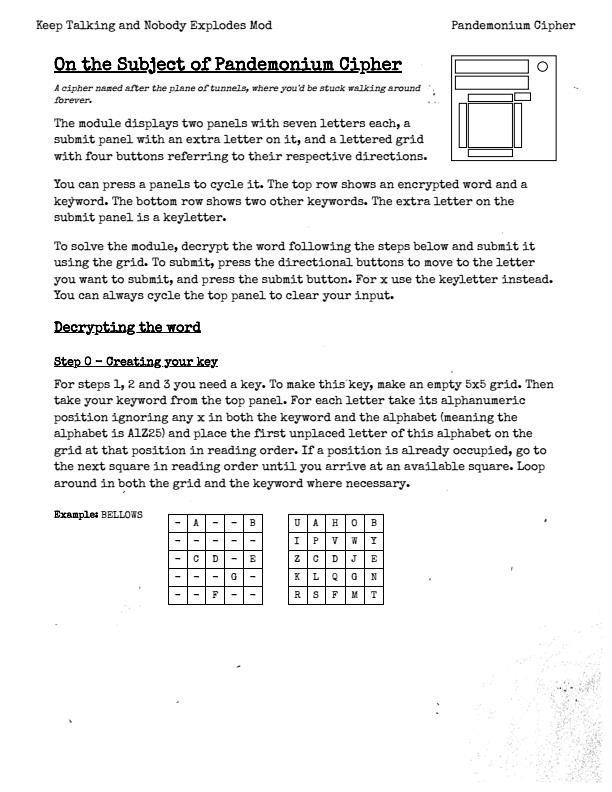 Keep Talking and Nobody Explodes Mod
Pandemonium Cipher
On the Subject of Pandemonium Cipher
A cipher named after the plane of tunnels, where you'd be stuck walking around
forever.
The module displays two panels with seven letters each, a
submit panel with an extra letter on it, and a lettered grid
with four buttons referring to their respective directions.
You can press a panels to cycle it. The top row shows an encrypted word and a
keyword. The bottom row shows two other keywords. The extra letter on the
submit panel is a keyletter.
To solve the module, decrypt the word following the steps below and submit it
using the grid. To submit, press the directional buttons to move to the letter
you want to submit, and press the submit button. For x use the keyletter instead.
You can always cycle the top panel to clear your input.
Decrypting the word
Step 0 - Creating your key
For steps 1, 2 and 3 you need a key. To make this key, make an empty 5x5 grid. Then
take your keyword from the top panel. For each letter take its alphanumeric
position ignoring any x in both the keyword and the alphabet (meaning the
alphabet is A1Z25) and place the first unplaced letter of this alphabet on the
grid at that position in reading order. If a position is already occupied, go to
the next square in reading order until you arrive at an available square. Loop
around in both the grid and the keyword where necessary.
Example: BELLOWS
- A - - B
- - - - -
- C D - E
- - - G -
- - F - -
U A H O B
I P V W Y
Z C D J E
K L Q G N
R S F M T